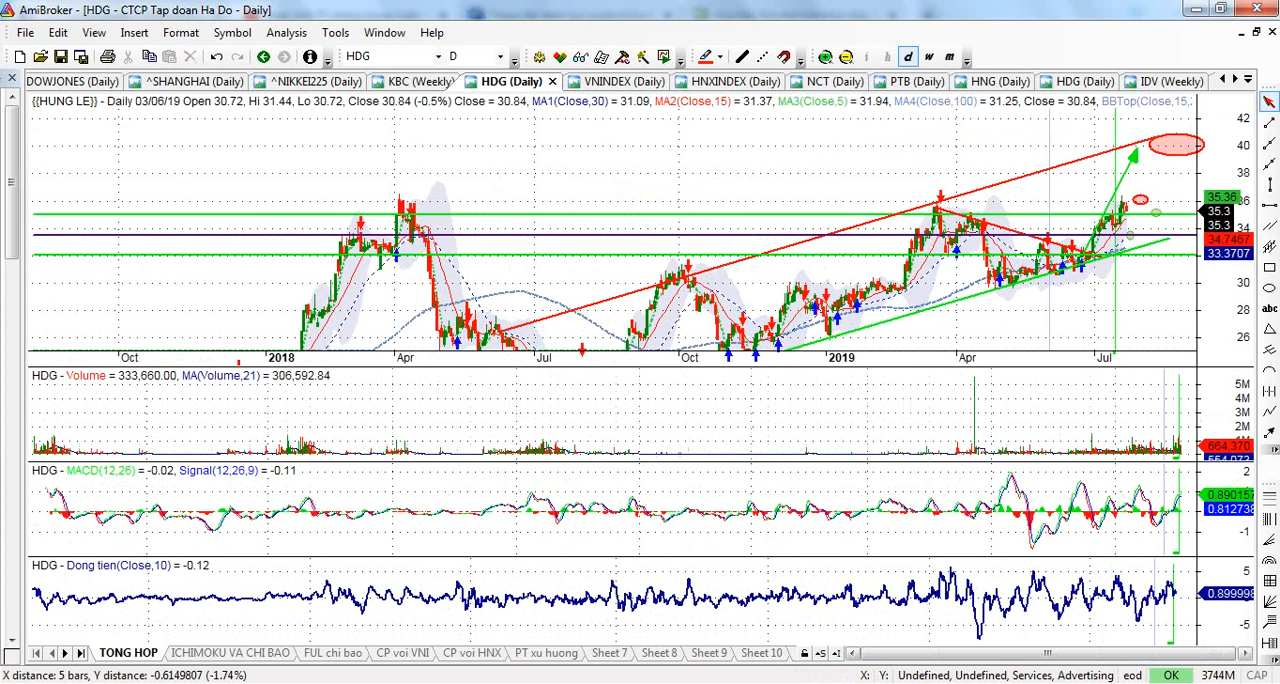 AmiBroker - [HDG - CTCP Tap doan Ha Do - Daily]
File Edit View Insert Format Symbol Analysis Tools Window Help
HDG D i h d w m
DOWJONES (Daily) ^SHANGHAI (Daily) ^NIKKEI225 (Daily) KBC (Weekly) HDG (Daily) VNINDEX (Daily) HNXINDEX (Daily) NCT (Daily) PTB (Daily) HNG (Daily) HDG (Daily) IDV (Weekly)
{{HUNG LE}} - Daily 03/06/19 Open 30.72, Hi 31.44, Lo 30.72, Close 30.84 (-0.5%) Close = 30.84, MA1(Close,30) = 31.09, MA2(Close,15) = 31.37, MA3(Close,5) = 31.94, MA4(Close,100) = 31.25, Close = 30.84, BBTop(Close,15,
42
40
38
35.36
35.3
35.3
34
34.7467
33.3707
30
28
26
abc
Oct 2018 Apr Jul Oct 2019 Apr Jul
HDG - Volume = 333,660.00, MA(Volume,21) = 306,592.84
5M
4M
3M
2M
664,370
HDG - MACD(12,26) = -0.02, Signal(12,26,9) = -0.11
2
0.890157
0.812738
-1
HDG - Dong tien(Close,10) = -0.12
5
0.899998
-5
TONG HOP ICHIMOKU VA CHI BAO FUL chi bao CP voi VNI CP voi HNX PT xu huong Sheet 7 Sheet 8 Sheet 9 Sheet 10
X distance: 5 bars, Y distance: -0.6149807 (-1.74%) X: Y: Undefined, Undefined, Services, Advertising eod OK 3744M CAP